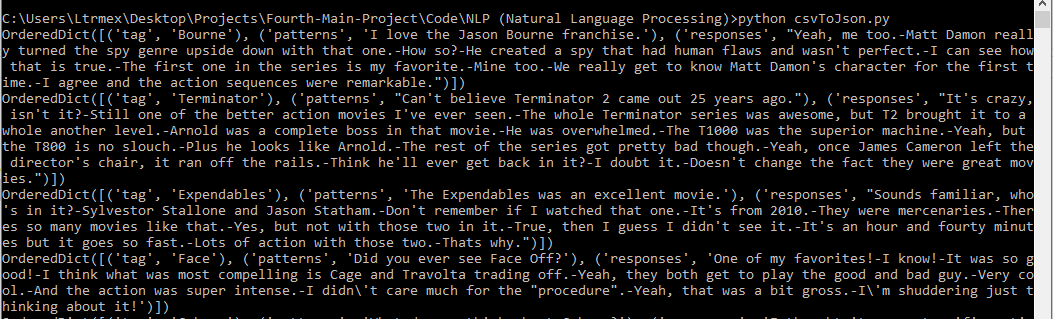 C:\Users\Ltrmex\Desktop\Projects\Fourth-Main-Project\Code\NLP (Natural Language Processing)>python csvToJson.py
OrderedDict([('tag', 'Bourne'), ('patterns', 'I love the Jason Bourne franchise.'), ('responses', "Yeah, me too.-Matt Damon reall
y turned the spy genre upside down with that one.-How so?-He created a spy that had human flaws and wasn't perfect.-I can see how
 that is true.-The first one in the series is my favorite.-Mine too.-We really get to know Matt Damon's character for the first t
ime.-I agree and the action sequences were remarkable.")])
OrderedDict([('tag', 'Terminator'), ('patterns', "Can't believe Terminator 2 came out 25 years ago."), ('responses', "It's crazy,
 isn't it?-Still one of the better action movies I've ever seen.-The whole Terminator series was awesome, but T2 brought it to a
whole another level.-Arnold was a complete boss in that movie.-He was overwhelmed.-The T1000 was the superior machine.-Yeah, but
the T800 is no slouch.-Plus he looks like Arnold.-The rest of the series got pretty bad though.-Yeah, once James Cameron left the
 director's chair, it ran off the rails.-Think he'll ever get back in it?-I doubt it.-Doesn't change the fact they were great mov
ies.")])
OrderedDict([('tag', 'Expendables'), ('patterns', 'The Expendables was an excellent movie.'), ('responses', "Sounds familiar, who
's in it?-Sylvestor Stallone and Jason Statham.-Don't remember if I watched that one.-It's from 2010.-They were mercenaries.-Ther
es so many movies like that.-Yes, but not with those two in it.-True, then I guess I didn't see it.-It's an hour and fourty minut
es but it goes so fast.-Lots of action with those two.-Thats why.")])
OrderedDict([('tag', 'Face'), ('patterns', 'Did you ever see Face Off?'), ('responses', 'One of my favorites!-I know!-It was so g
ood!-I think what was most compelling is Cage and Travolta trading off.-Yeah, they both get to play the good and bad guy.-Very co
ol.-And the action was super intense.-I didn\'t care much for the "procedure".-Yeah, that was a bit gross.-I\'m shuddering just t
hinking about it!')])